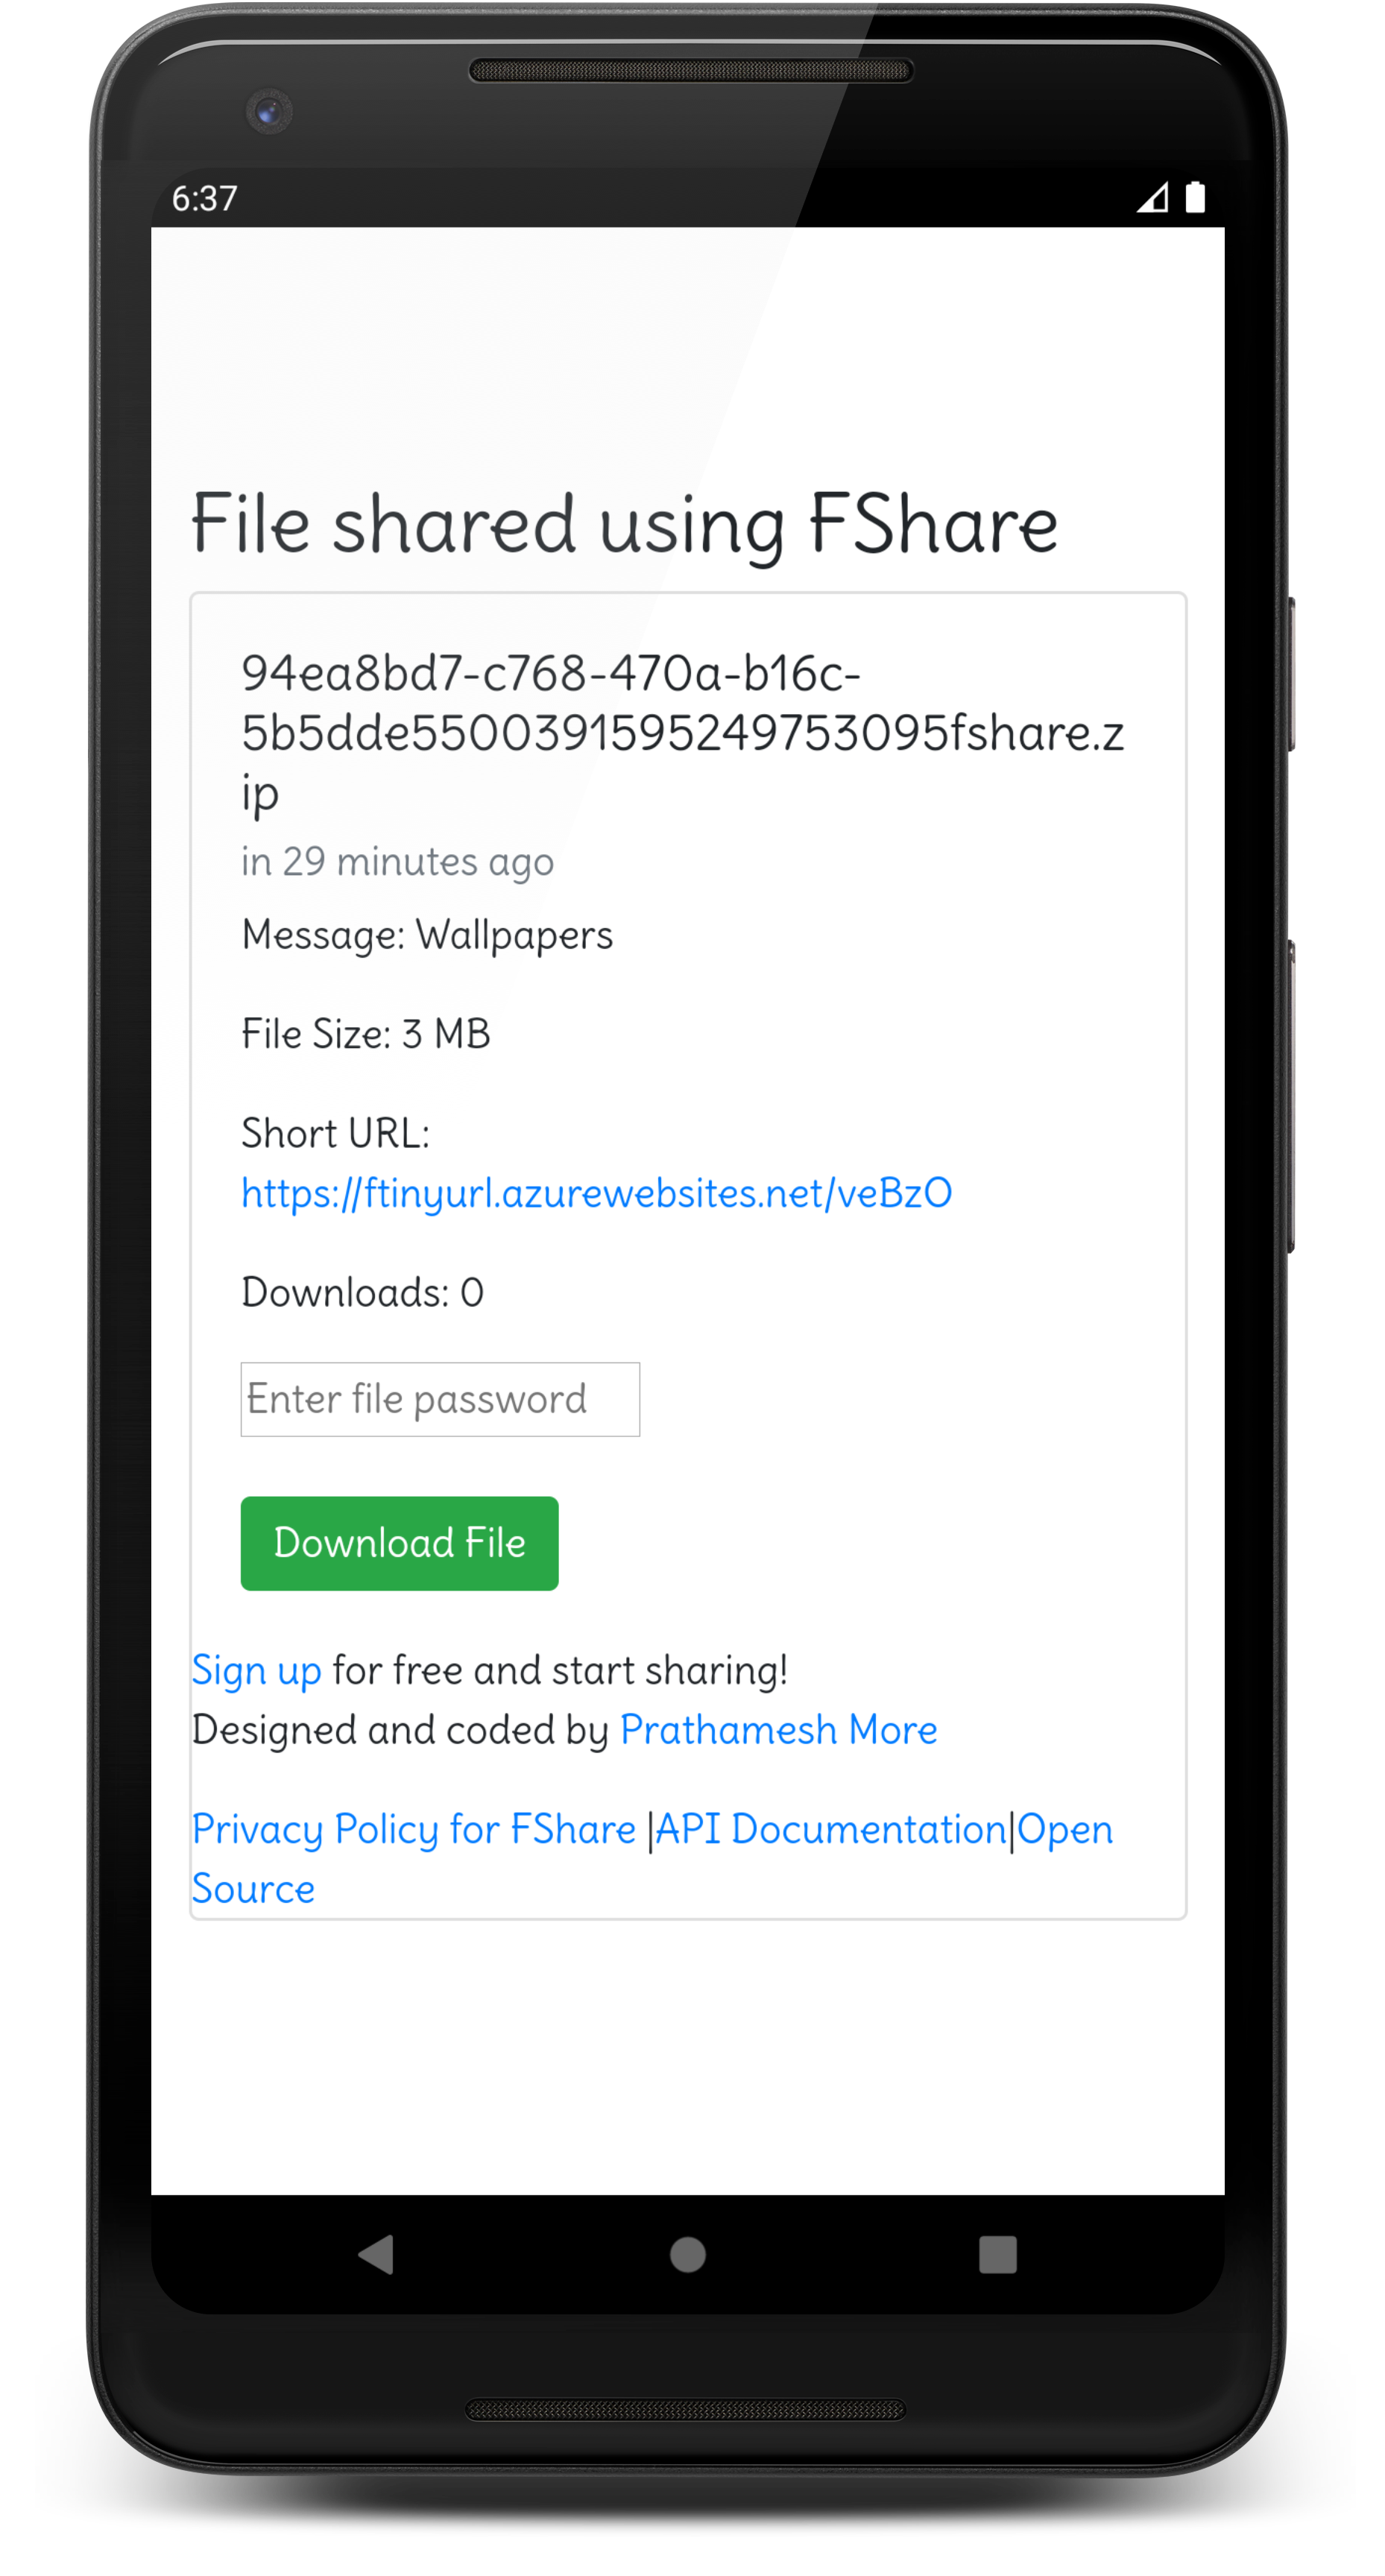 6:37
File shared using FShare
94ea8bd7-c768-470a-b16c-
5b5dde5500391595249753095fshare.z
ip
in 29 minutes ago
Message: Wallpapers
File Size: 3 MB
Short URL:
https://ftinyurl.azurewebsites.net/veBzO
Downloads: 0
Enter file password
Download File
Sign up for free and start sharing!
Designed and coded by Prathamesh More
Privacy Policy for FShare |API Documentation|Open
Source